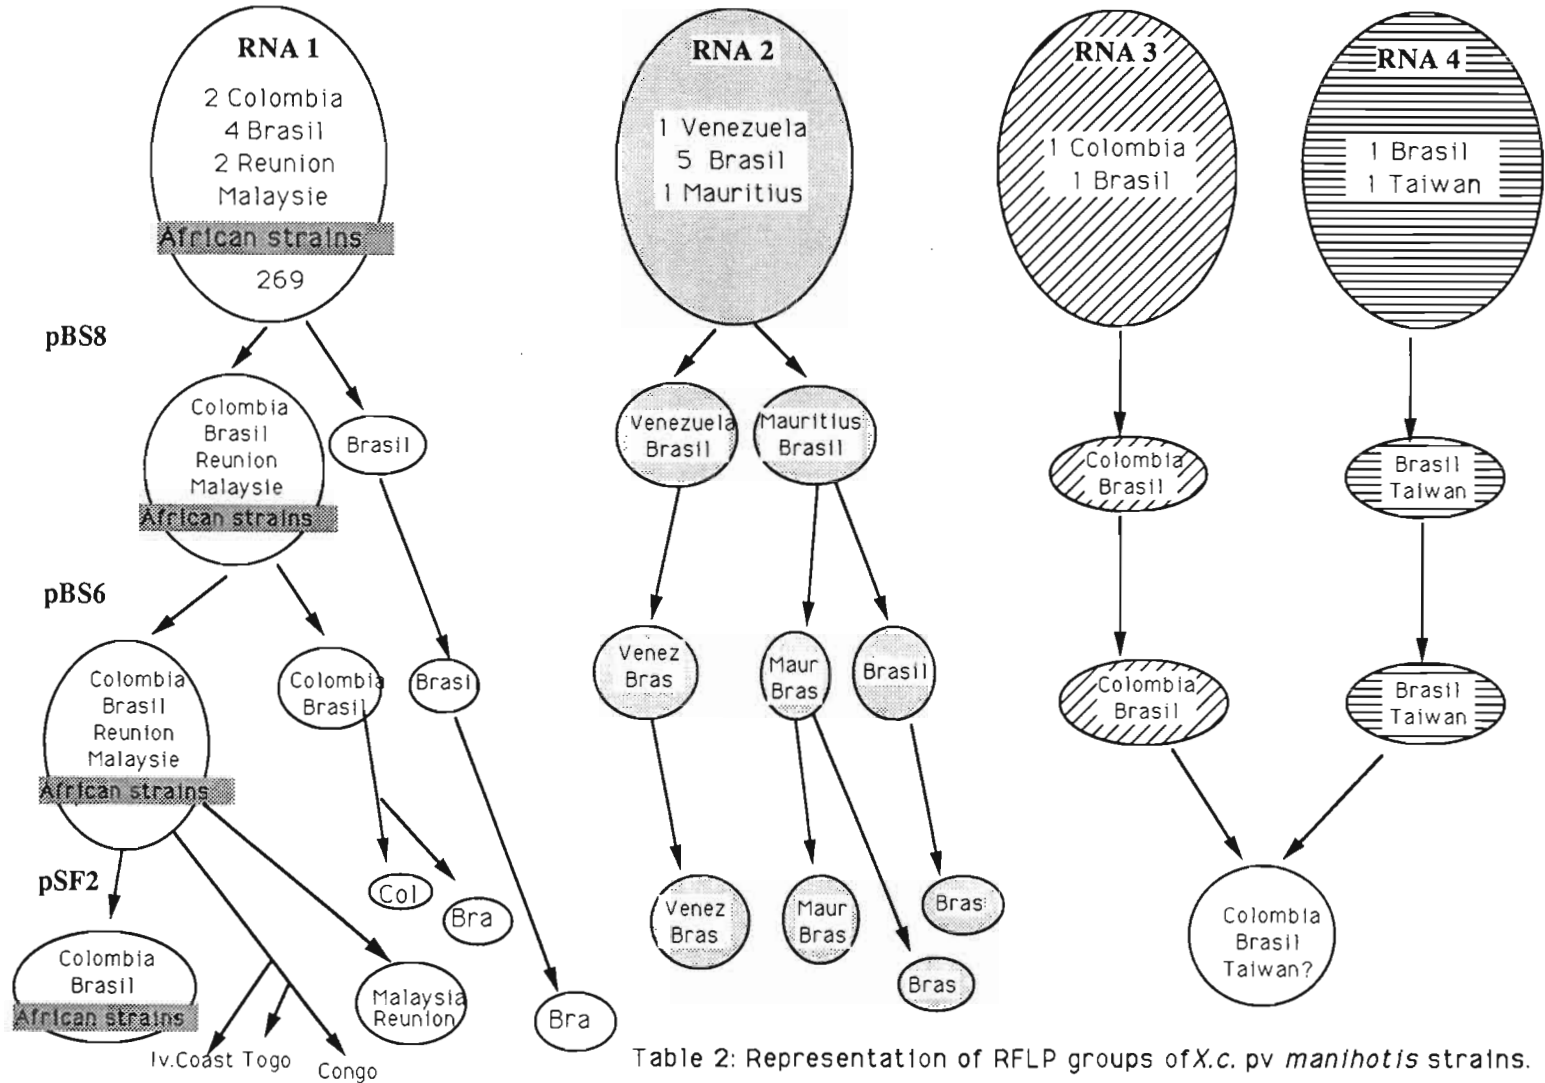 RNA 1
2 Colombia
4 Brasil
2 Reunion
Malaysie
African strains
269
RNA 2
1 Venezuela
5 Brasil
1 Mauritius
RNA 3
1 Colombia
1 Brasil
RNA 4
1 Brasil
1 Taiwan
pBS8
Colombia
Brasil
Reunion
Malaysie
African strains
Brasil
Venezuela
Brasil
Mauritius
Brasil
Colombia
Brasil
Brasil
Taiwan
pBS6
Colombia
Brasil
Reunion
Malaysie
African strains
Colombia
Brasil
Brasi
Venez
Bras
Maur
Bras
Brasil
Colombia
Brasil
Brasil
Taiwan
pSF2
Colombia
Brasil
African strains
Iv.Coast Togo
Congo
Malaysia
Reunion
Col
Bra
Bra
Venez
Bras
Maur
Bras
Bras
Bras
Colombia
Brasil
Taiwan?
Table 2: Representation of RFLP groups of X.c. pv manihotis strains.